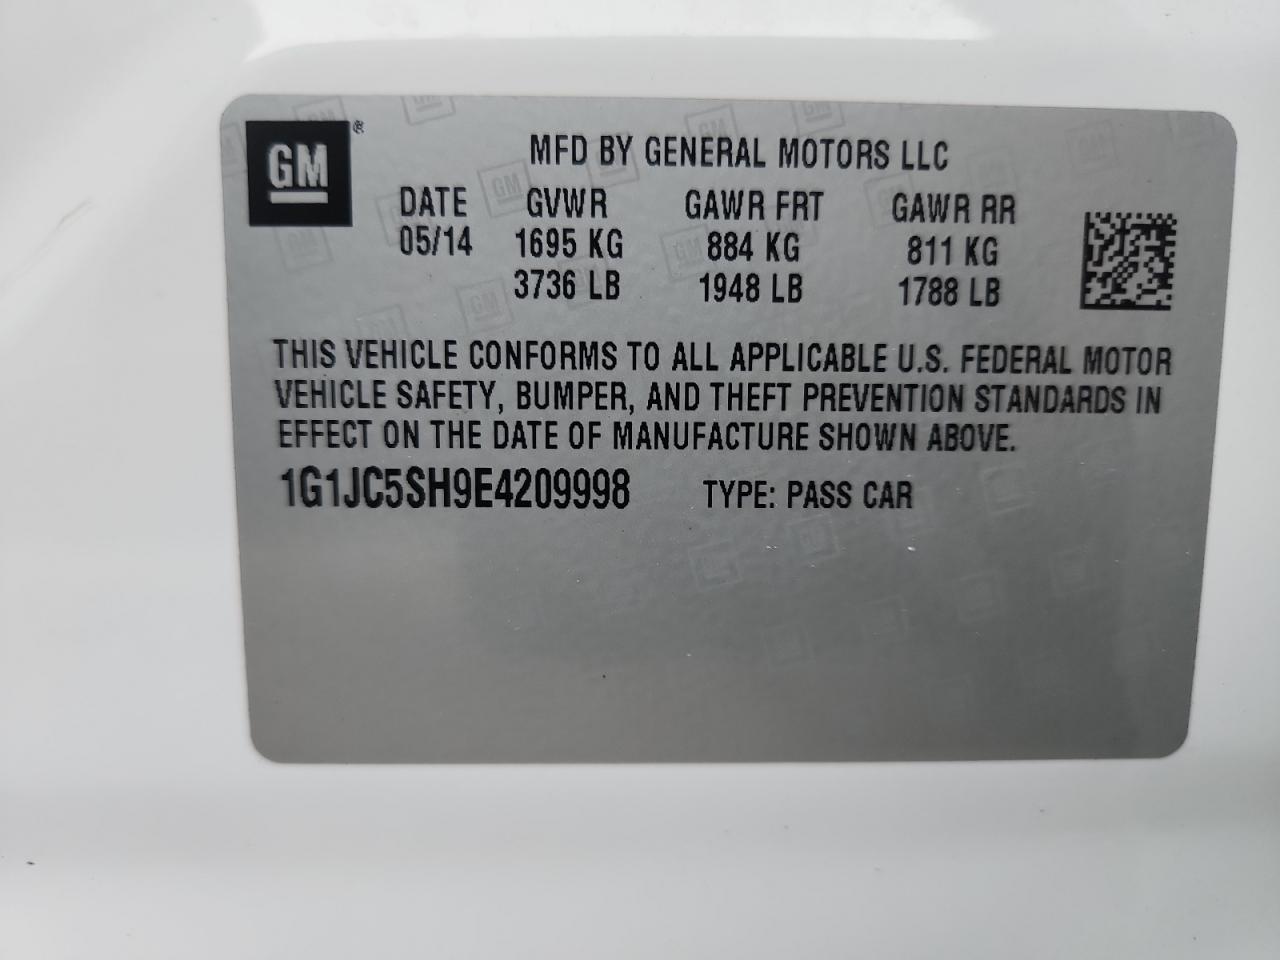 GM ®
MFD BY GENERAL MOTORS LLC
DATE GVWR GAWR FRT GAWR RR
05/14 1695 KG 884 KG 811 KG
3736 LB 1948 LB 1788 LB
THIS VEHICLE CONFORMS TO ALL APPLICABLE U.S. FEDERAL MOTOR
VEHICLE SAFETY, BUMPER, AND THEFT PREVENTION STANDARDS IN
EFFECT ON THE DATE OF MANUFACTURE SHOWN ABOVE.
1G1JC5SH9E4209998 TYPE: PASS CAR